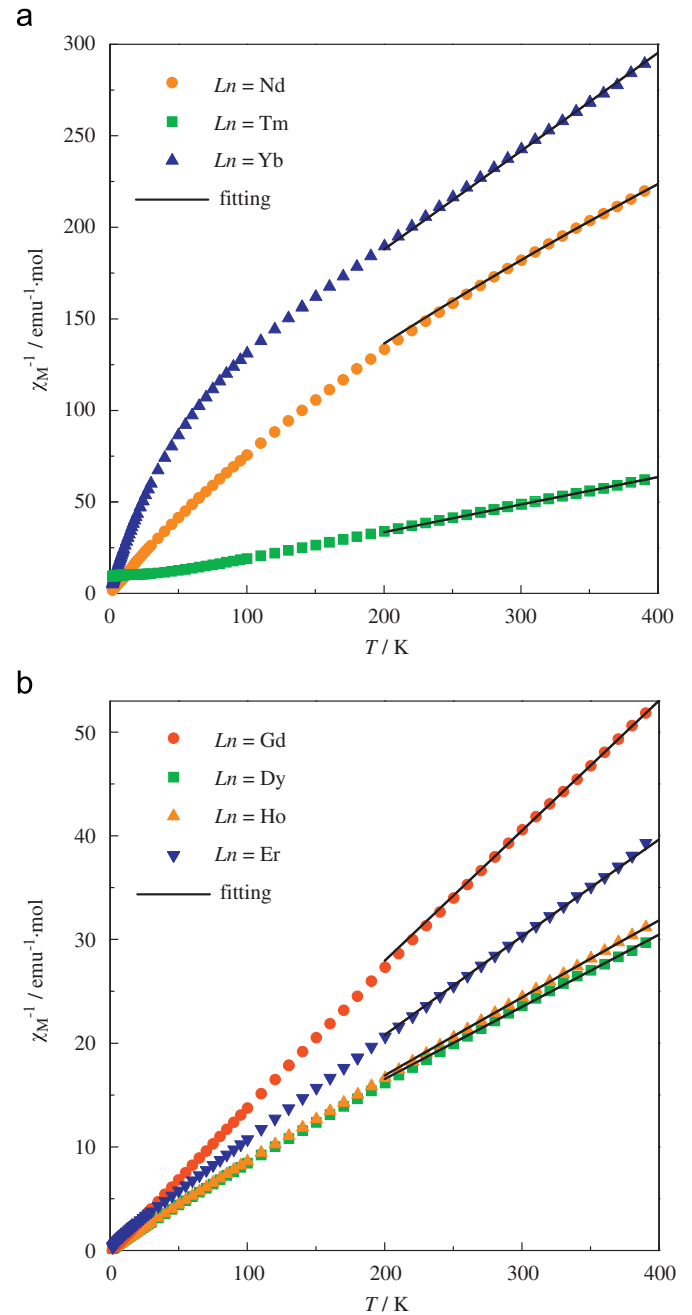 a
300
250
200
150
100
50
0
χM⁻¹ / emu⁻¹·mol
Ln = Nd
Ln = Tm
Ln = Yb
fitting
0 100 200 300 400
T / K
b
50
40
30
20
10
0
χM⁻¹ / emu⁻¹·mol
Ln = Gd
Ln = Dy
Ln = Ho
Ln = Er
fitting
0 100 200 300 400
T / K